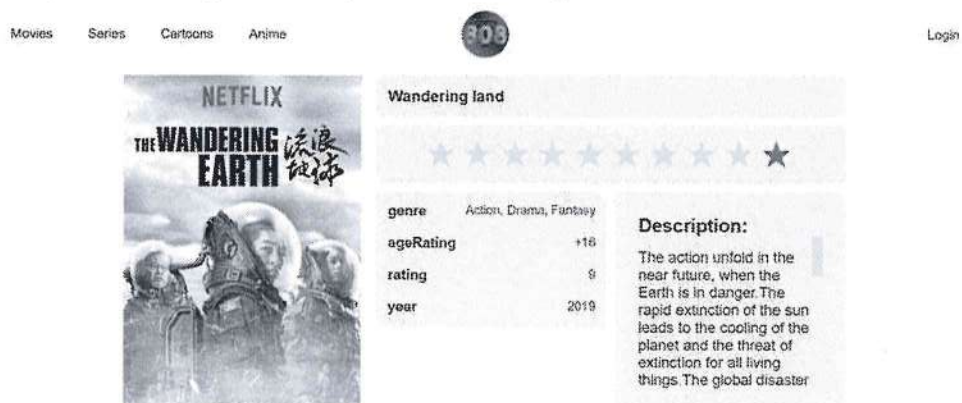 Movies Series Cartoons Anime 808 Login
NETFLIX
THE WANDERING
EARTH
流浪
地球
Wandering land
genre Action, Drama, Fantasy
ageRating +16
rating 9
year 2019
Description:
The action unfold in the
near future, when the
Earth is in danger.The
rapid extinction of the sun
leads to the cooling of the
planet and the threat of
extinction for all living
things.The global disaster